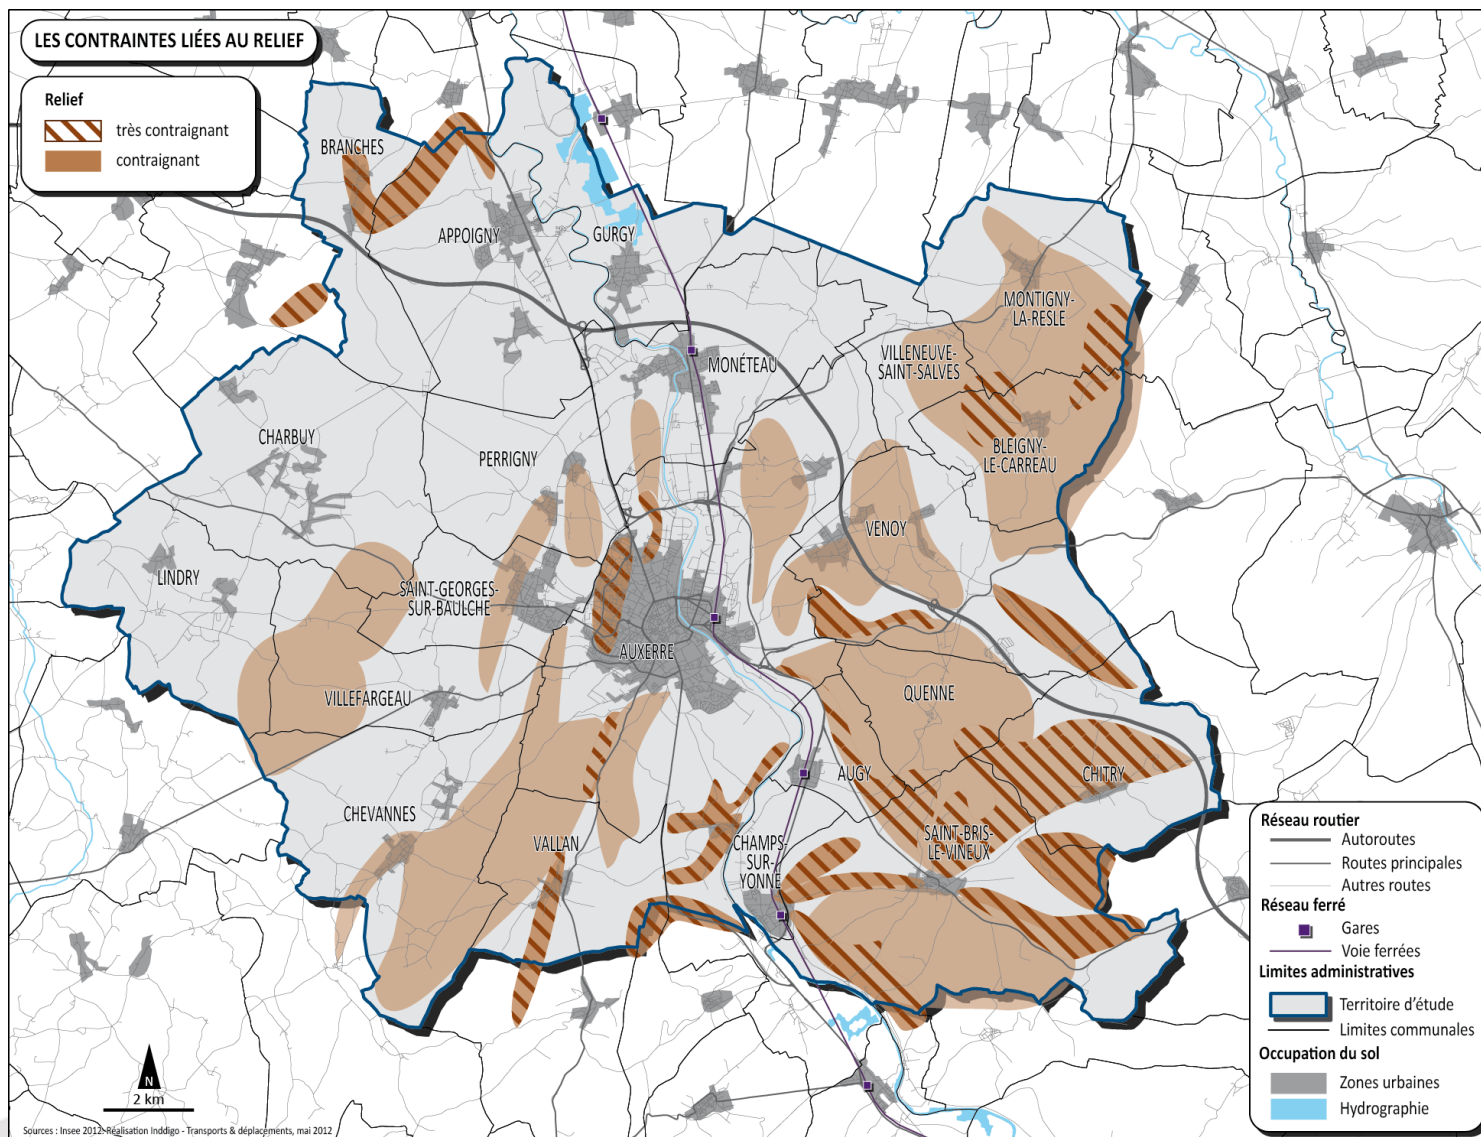 LES CONTRAINTES LIÉES AU RELIEF
Relief
très contraignant
contraignant
BRANCHES
APPOIGNY
GURGY
MONTIGNY-
LA-RESLE
VILLENEUVE-
SAINT-SALVES
MONÉTEAU
CHARBUY
PERRIGNY
BLEIGNY-
LE-CARREAU
VENOY
LINDRY
SAINT-GEORGES-
SUR-BAULCHE
AUXERRE
VILLEFARGEAU
QUENNE
AUGY
CHITRY
CHEVANNES
VALLAN
CHAMPS-
SUR-
YONNE
SAINT-BRIS-
LE-VINEUX
Réseau routier
Autoroutes
Routes principales
Autres routes
Réseau ferré
Gares
Voie ferrées
Limites administratives
Territoire d'étude
Limites communales
Occupation du sol
Zones urbaines
Hydrographie
N
2 km
Sources : Insee 2012-Réalisation Inddigo - Transports & déplacements, mai 2012